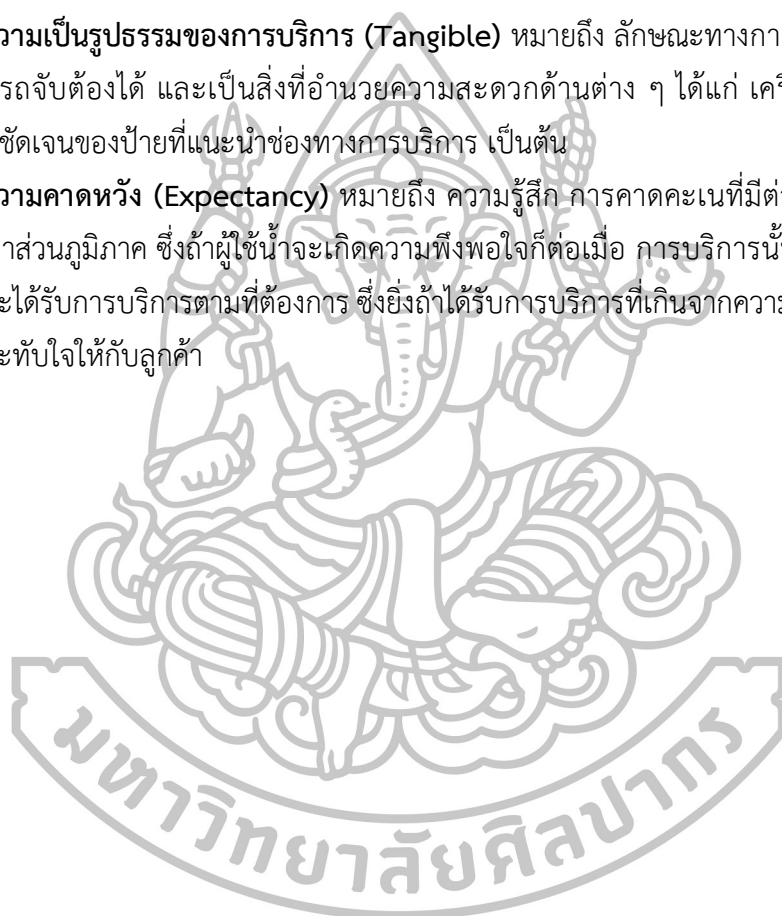 วามเป็นรูปธรรมของการบริการ (Tangible) หมายถึง ลักษณะทางกา
รถจับต้องได้ และเป็นสิ่งที่อำนวยความสะดวกด้านต่าง ๆ ได้แก่ เครื
ชัดเจนของป้ายที่แนะนำช่องทางการบริการ เป็นต้น
วามคาดหวัง (Expectancy) หมายถึง ความรู้สึก การคาดคะเนที่มีต่
าส่วนภูมิภาค ซึ่งถ้าผู้ใช้น้ำจะเกิดความพึงพอใจก็ต่อเมื่อ การบริการนั้
ะได้รับการบริการตามที่ต้องการ ซึ่งยิ่งถ้าได้รับการบริการที่เกินจากความ
ะทับใจให้กับลูกค้า
มหาวิทยาลัยศิลปากร